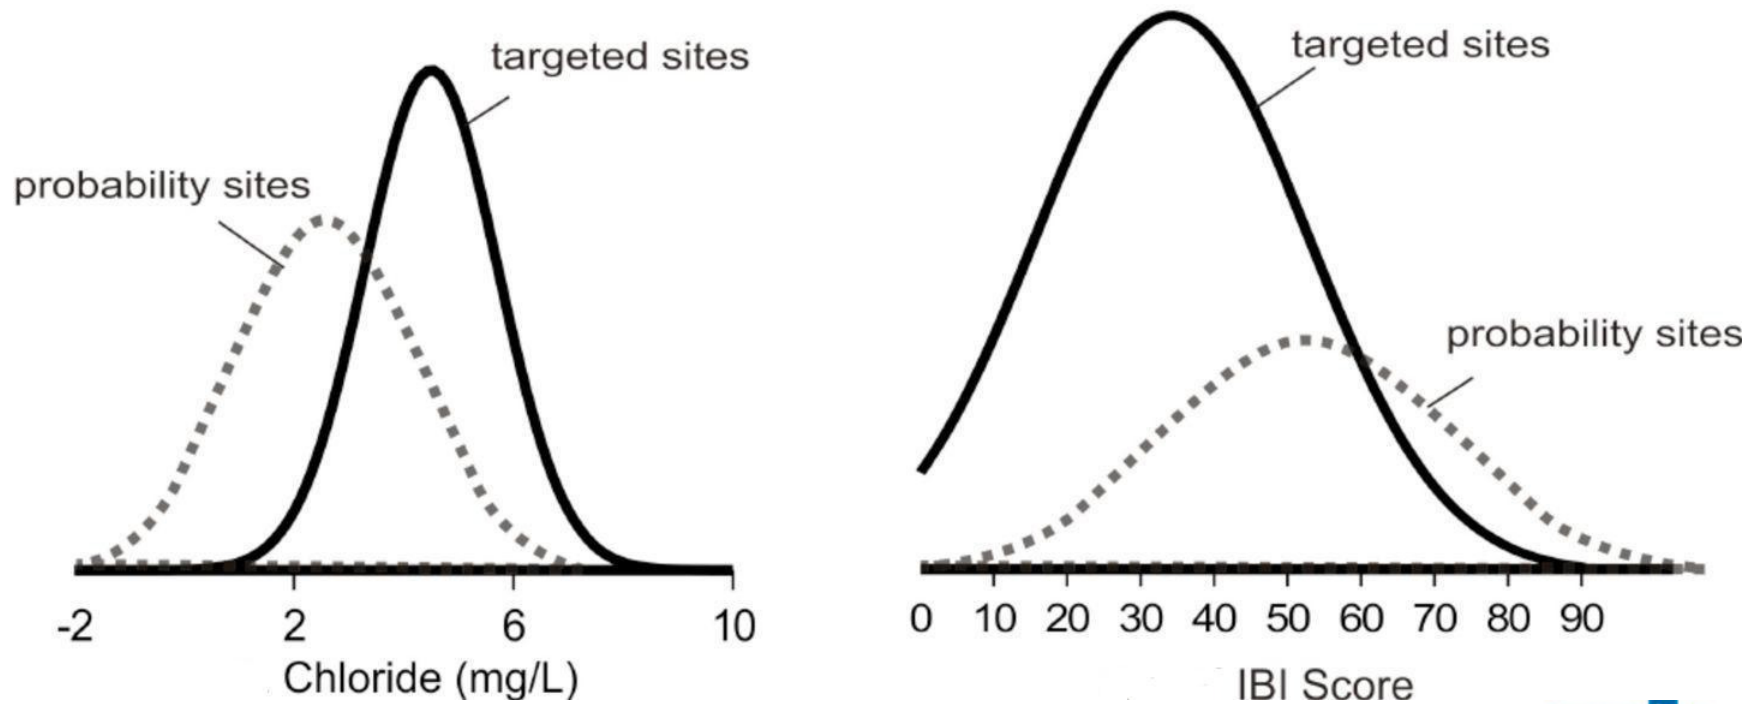 targeted sites
probability sites
-2 2 6 10
Chloride (mg/L)
targeted sites
probability sites
0 10 20 30 40 50 60 70 80 90
IBI Score